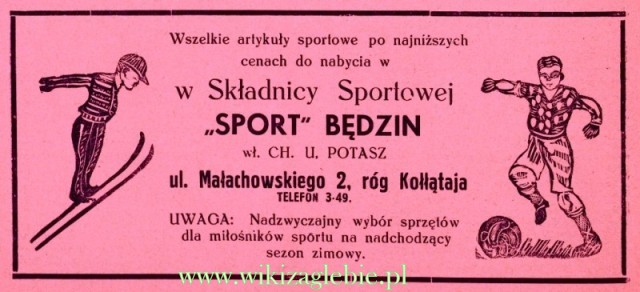 Wszelkie artykuły sportowe po najniższych
cenach do nabycia w
w Składnicy Sportowej
„SPORT" BĘDZIN
wł. CH. U. POTASZ
ul. Małachowskiego 2, róg Kołłątaja
TELEFON 3-49.
UWAGA: Nadzwyczajny wybór sprzętów
dla miłośników sportu na nadchodzący
sezon zimowy.
www.wikizaglebie.pl